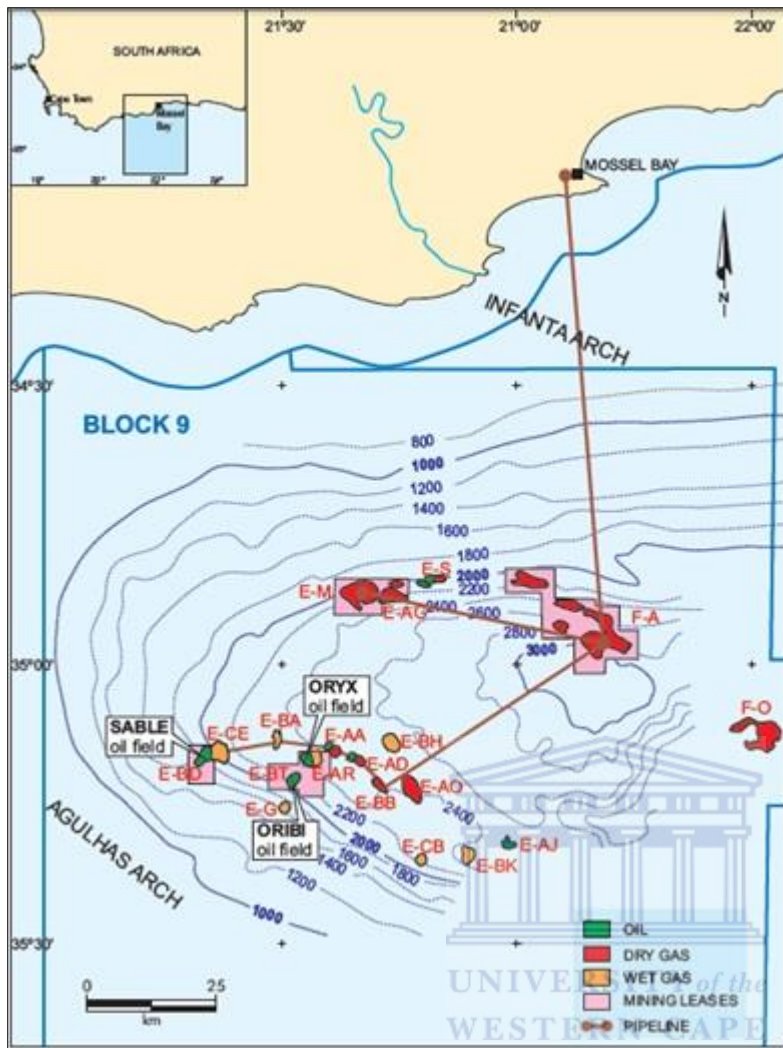 21°30'
21°00'
22°00'
SOUTH AFRICA
Cape Town
Mossel
Bay
MOSSEL BAY
N
INFANTA ARCH
34°30'
BLOCK 9
800
1000
1200
1400
1600
1800
E-S
2000
2200
E-M
E-AG
2400
2600
F-A
2800
3000
35°00'
ORYX
oil field
SABLE
oil field
E-CE
E-BA
E-AA
E-BH
F-O
E-BD
E-BT
E-AR
E-AD
E-BB
E-AO
E-G
2200
2400
ORIBI
oil field
2000
1800
1600
1400
1200
1000
E-CB
E-BK
E-AJ
AGULHAS ARCH
35°30'
0 25
km
OIL
DRY GAS
WET GAS
MINING LEASES
PIPELINE
UNIVERSITY of the
WESTERN CAPE